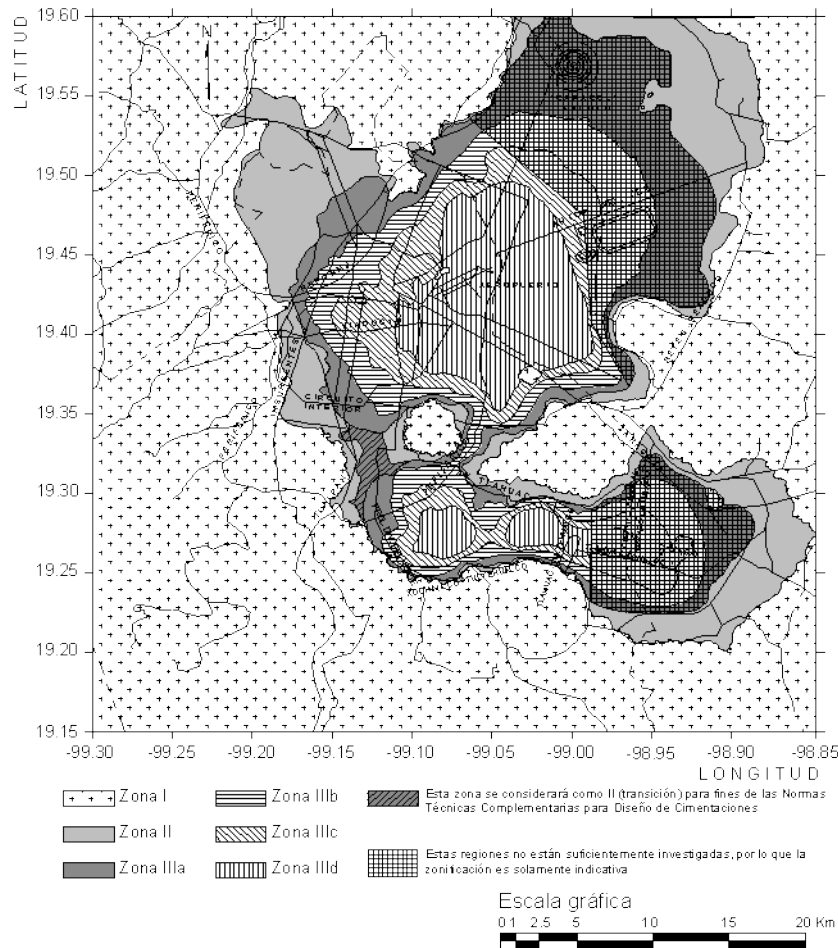 LATITUD
N
19.60
19.55
19.50
19.45
19.40
19.35
19.30
19.25
19.20
19.15
PERIFERICO
AEROPUERTO
CIRCUITO
INTERIOR
INSURGENTES
TLAHUAC
-99.30 -99.25 -99.20 -99.15 -99.10 -99.05 -99.00 -98.95 -98.90 -98.85
LONGITUD
Zona I
Zona II
Zona IIIa
Zona IIIb
Zona IIIc
Zona IIId
Esta zona se considerará como II (transición) para fines de las Normas
Técnicas Complementarias para Diseño de Cimentaciones
Estas regiones no están suficientemente investigadas, por lo que la
zonificación es solamente indicativa
Escala gráfica
0 1 2.5 5 10 15 20 Km